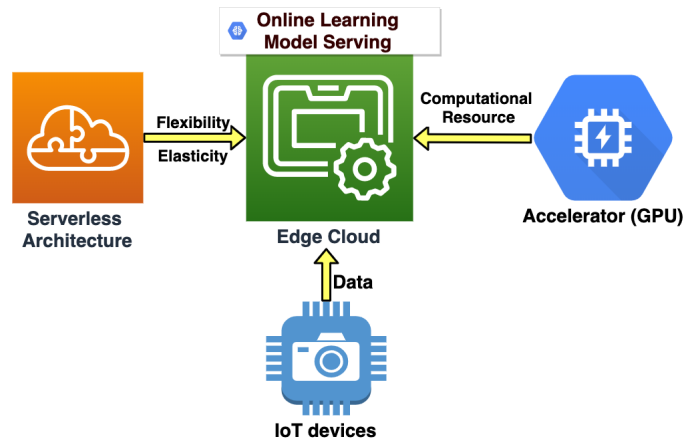 Online Learning
Model Serving
Flexibility
Elasticity
Computational
Resource
Serverless
Architecture
Edge Cloud
Accelerator (GPU)
Data
IoT devices